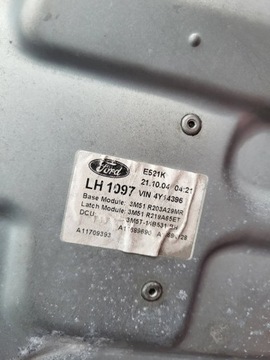 Ford
E521K
LH 1097
21.10.04 04:21
VIN 4Y14396
Base Module: 3M51 R203A29MR
Latch Module: 3M51 R219A65ET
DCU:
A11709393